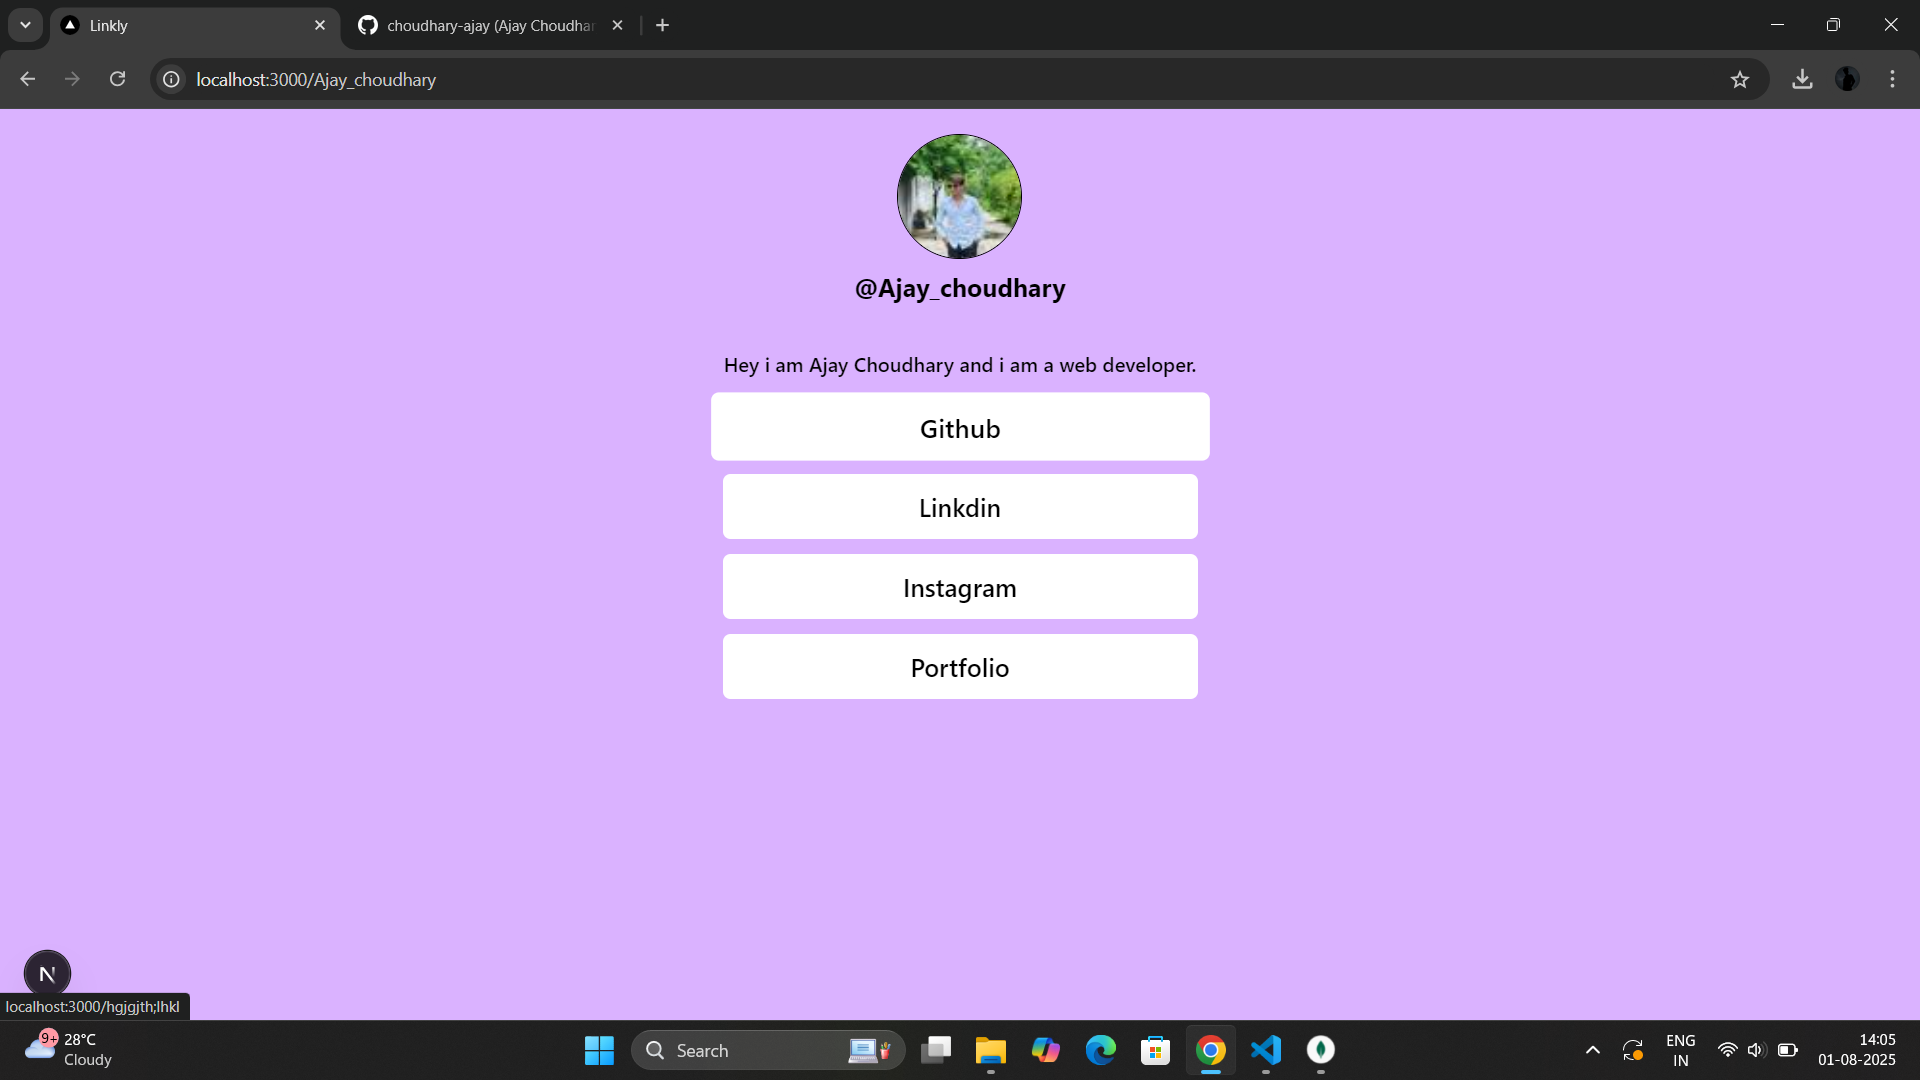 Linkly
choudhary-ajay (Ajay Choudhar
localhost:3000/Ajay_choudhary
@Ajay_choudhary
Hey i am Ajay Choudhary and i am a web developer.
Github
Linkdin
Instagram
Portfolio
N
localhost:3000/hgjgjth;lhkl
9+
28°C
Cloudy
Search
ENG
IN
14:05
01-08-2025